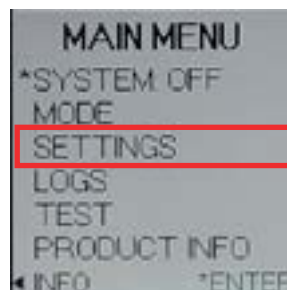 MAIN MENU
*SYSTEM OFF
MODE
SETTINGS
LOGS
TEST
PRODUCT INFO
◄INFO *ENTER